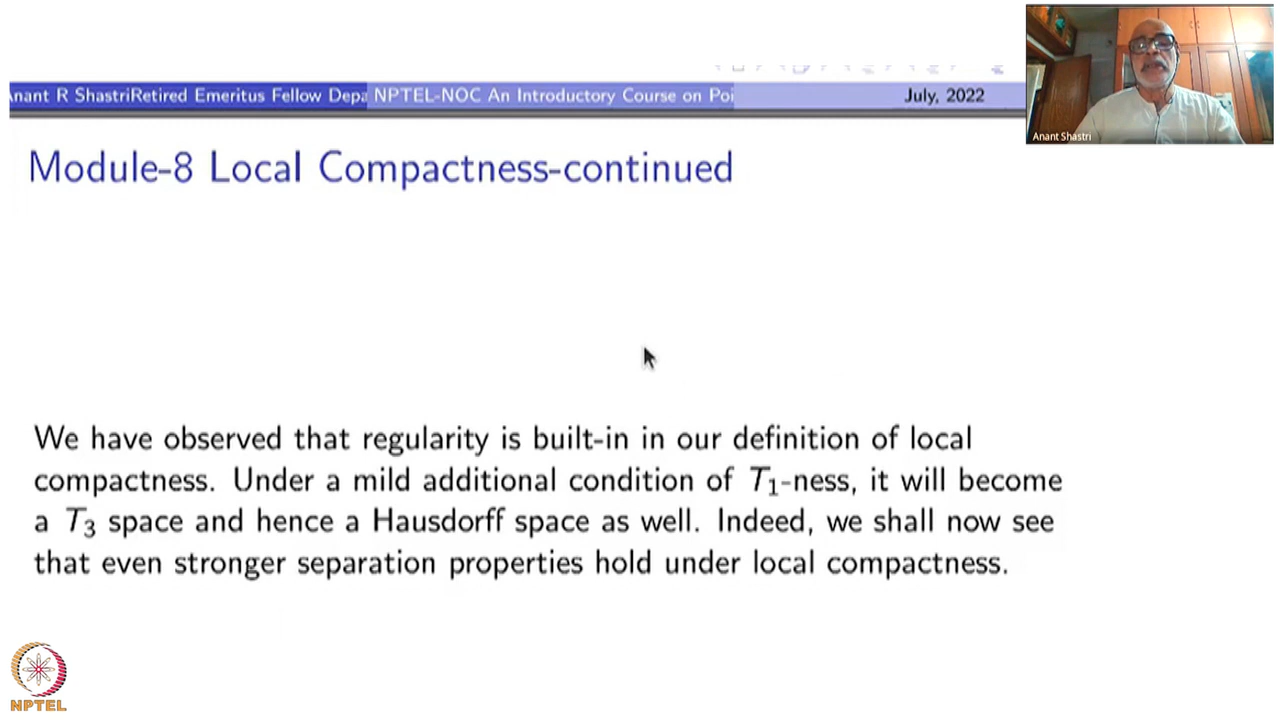 Anant Shastri
nant R ShastriRetired Emeritus Fellow Depa NPTEL-NOC An Introductory Course on Poi July, 2022
Module-8 Local Compactness-continued
We have observed that regularity is built-in in our definition of local
compactness. Under a mild additional condition of T₁-ness, it will become
a T₃ space and hence a Hausdorff space as well. Indeed, we shall now see
that even stronger separation properties hold under local compactness.
NPTEL